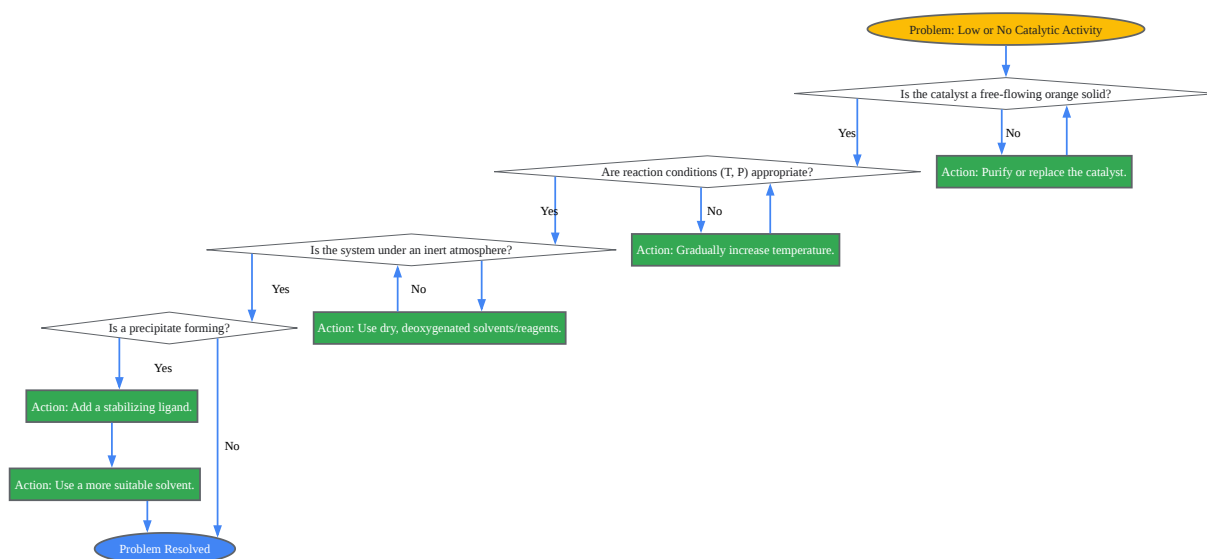 Problem: Low or No Catalytic Activity
Is the catalyst a free-flowing orange solid?
Yes
No
Action: Purify or replace the catalyst.
Are reaction conditions (T, P) appropriate?
Yes
No
Action: Gradually increase temperature.
Is the system under an inert atmosphere?
Yes
No
Action: Use dry, deoxygenated solvents/reagents.
Is a precipitate forming?
Yes
Action: Add a stabilizing ligand.
No
Action: Use a more suitable solvent.
Problem Resolved